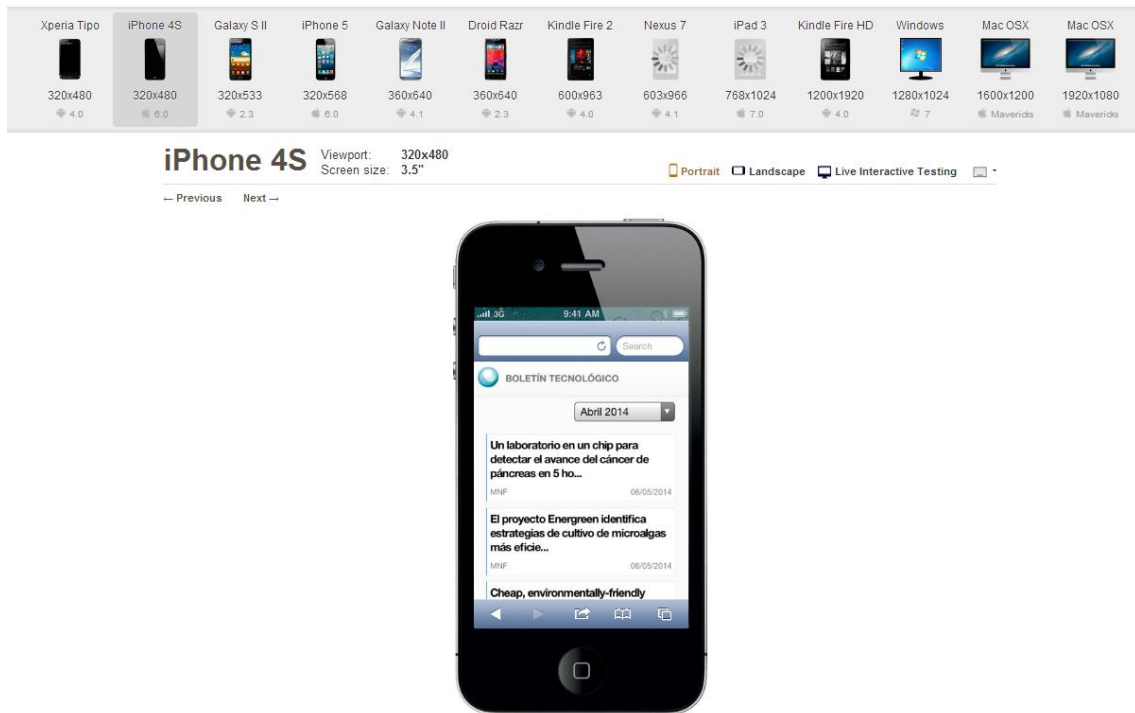 Xperia Tipo iPhone 4S Galaxy S II iPhone 5 Galaxy Note II Droid Razr Kindle Fire 2 Nexus 7 iPad 3 Kindle Fire HD Windows Mac OSX Mac OSX
320x480 320x480 320x533 320x568 360x640 360x640 600x963 603x966 768x1024 1200x1920 1280x1024 1600x1200 1920x1080
4.0 6.0 2.3 6.0 4.1 2.3 4.0 4.1 7.0 4.0 7 Mavericks Mavericks
iPhone 4S Viewport: 320x480
Screen size: 3.5"
Portrait Landscape Live Interactive Testing
← Previous Next →
3G 9:41 AM
Search
BOLETÍN TECNOLÓGICO
Abril 2014
Un laboratorio en un chip para
detectar el avance del cáncer de
páncreas en 5 ho...
MNF 06/05/2014
El proyecto Energreen identifica
estrategias de cultivo de microalgas
más eficie...
MNF 06/05/2014
Cheap, environmentally-friendly